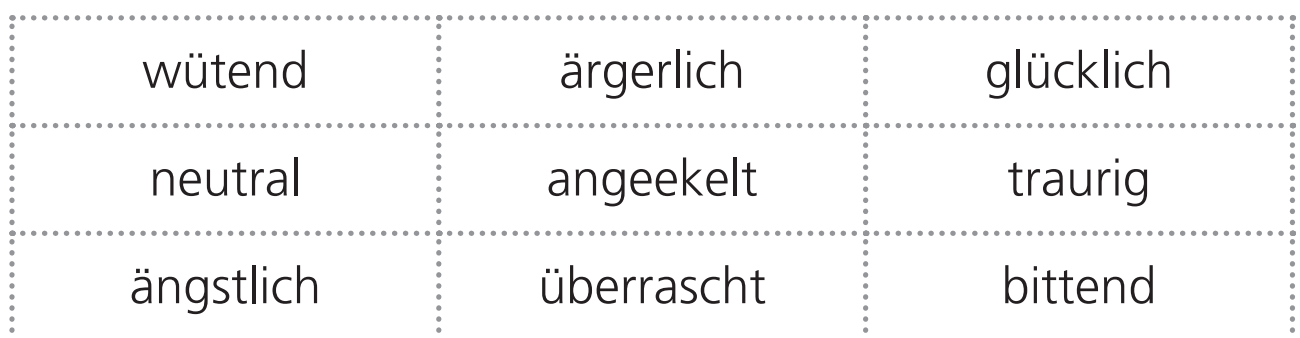 wütend ärgerlich glücklich
neutral angeekelt traurig
ängstlich überrascht bittend